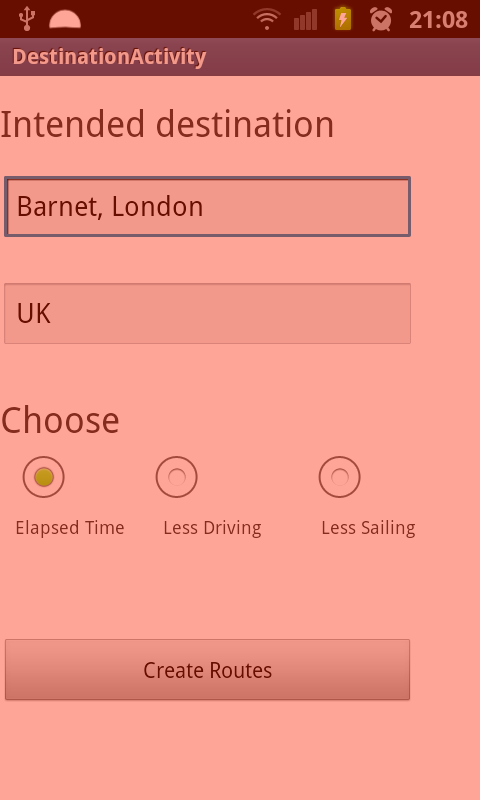 21:08
DestinationActivity
Intended destination
Barnet, London
UK
Choose
Elapsed Time Less Driving Less Sailing
Create Routes